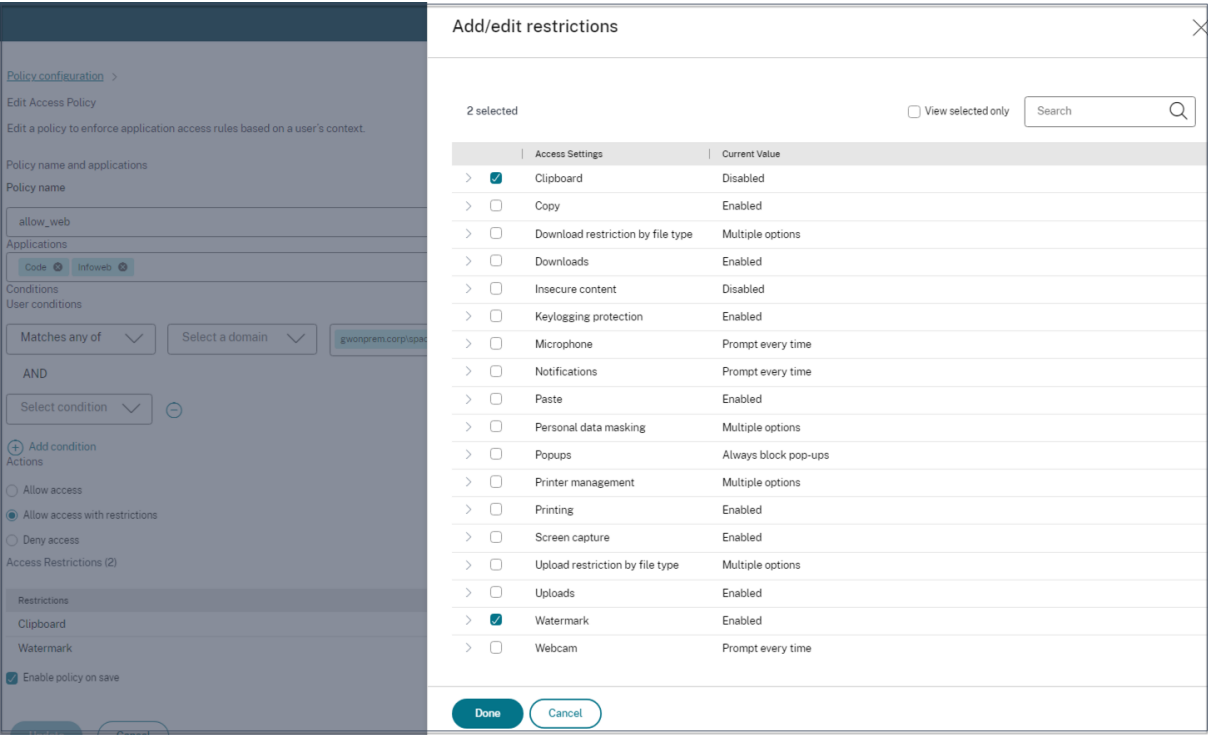 Policy configuration >
Edit Access Policy
Edit a policy to enforce application access rules based on a user's context.
Policy name and applications
Policy name
allow_web
Applications
Code Infoweb
Conditions
User conditions
Matches any of Select a domain gwonprem.corp\spac
AND
Select condition
Add condition
Actions
Allow access
Allow access with restrictions
Deny access
Access Restrictions (2)
Restrictions
Clipboard
Watermark
Enable policy on save
Cancel
Add/edit restrictions
2 selected View selected only Search
Access Settings Current Value
Clipboard Disabled
Copy Enabled
Download restriction by file type Multiple options
Downloads Enabled
Insecure content Disabled
Keylogging protection Enabled
Microphone Prompt every time
Notifications Prompt every time
Paste Enabled
Personal data masking Multiple options
Popups Always block pop-ups
Printer management Multiple options
Printing Enabled
Screen capture Enabled
Upload restriction by file type Multiple options
Uploads Enabled
Watermark Enabled
Webcam Prompt every time
Done Cancel